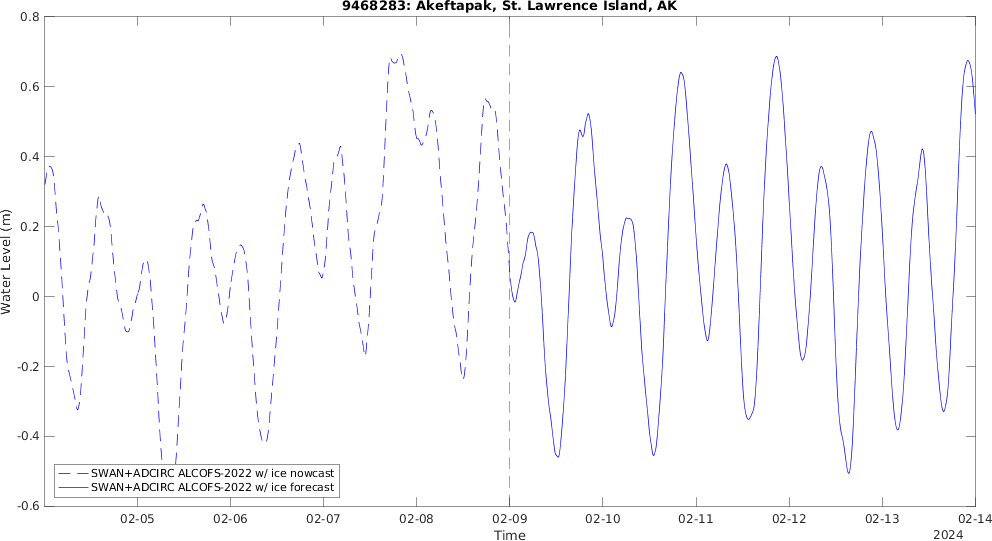 9468283: Akeftapak, St. Lawrence Island, AK
0.8
0.6
0.4
0.2
0
-0.2
-0.4
-0.6
Water Level (m)
SWAN+ADCIRC ALCOFS-2022 w/ ice nowcast
SWAN+ADCIRC ALCOFS-2022 w/ ice forecast
02-05 02-06 02-07 02-08 02-09 02-10 02-11 02-12 02-13 02-14
Time
2024